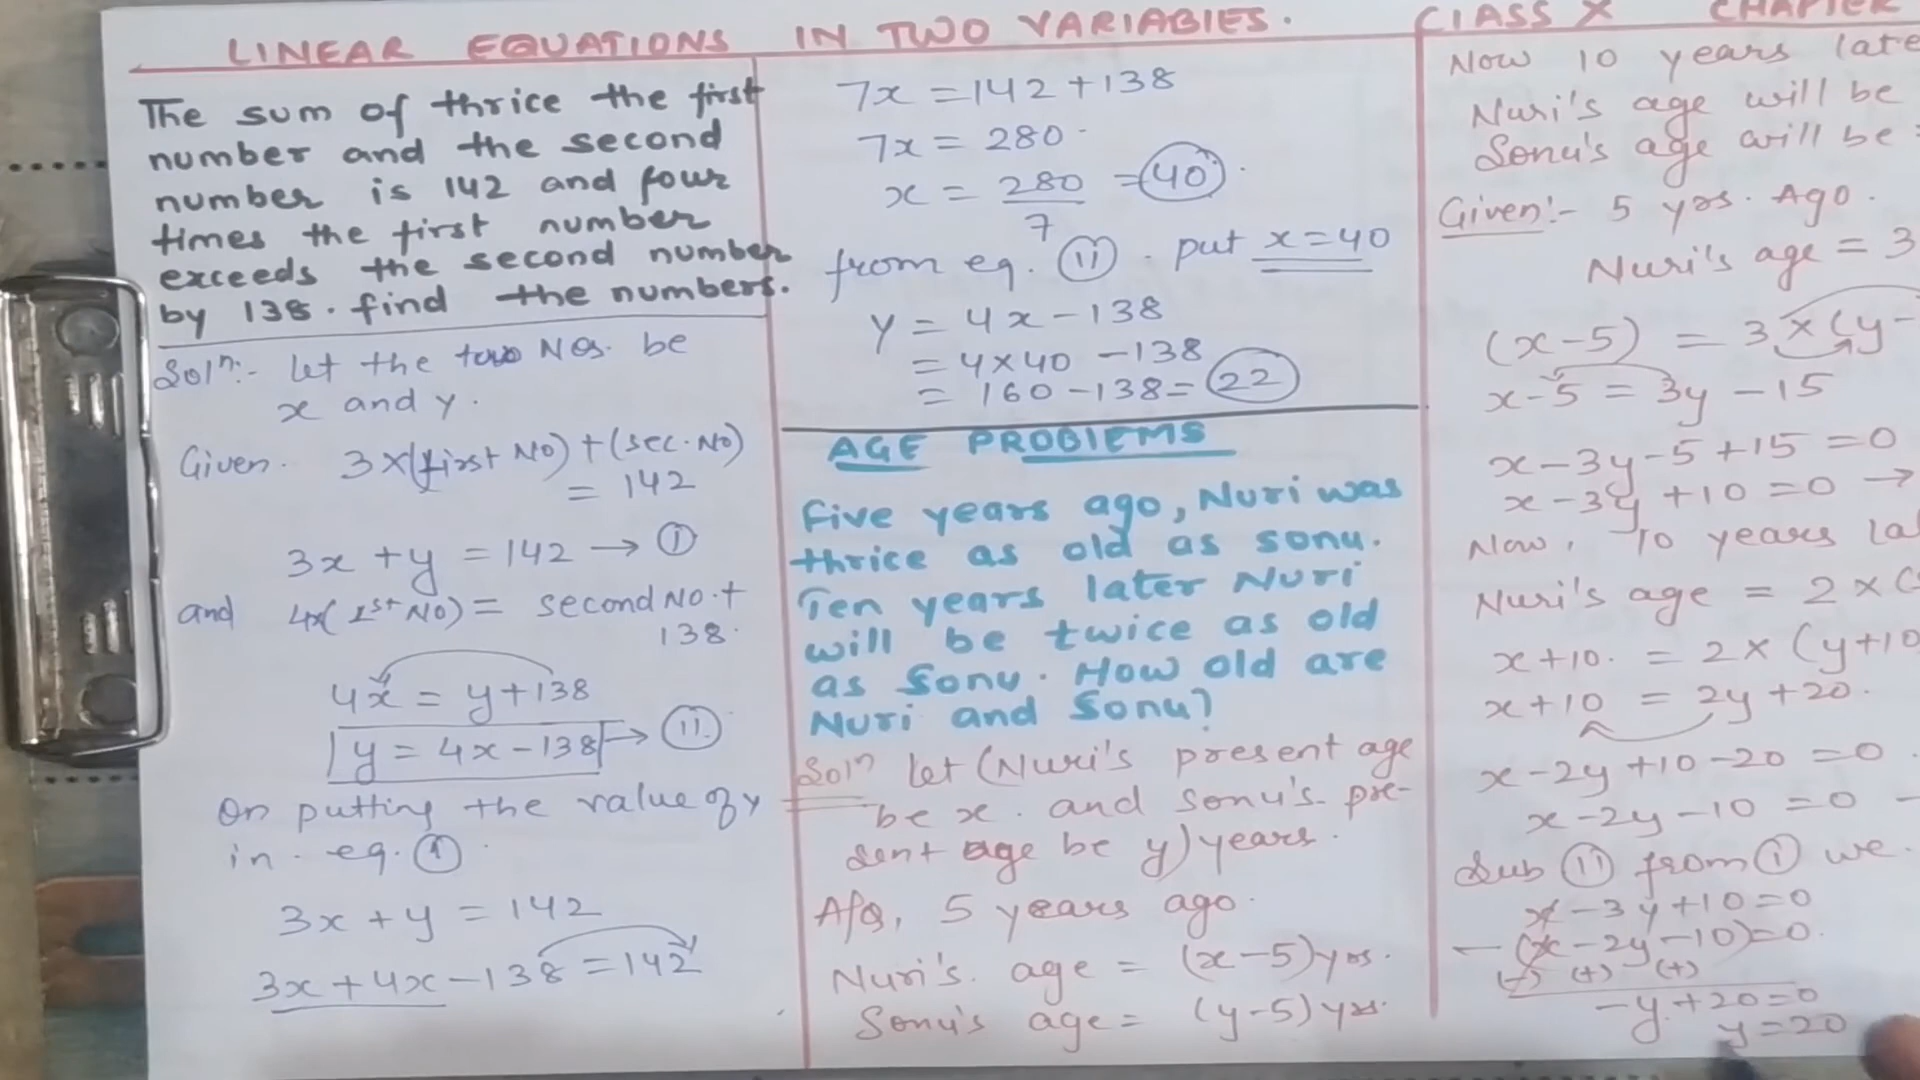 LINEAR EQUATIONS IN TWO VARIABLES. CLASS X CHAPTER
The sum of thrice the first
number and the second
number is 142 and four
times the first number
exceeds the second number
by 138. find the numbers.
Solⁿ:- let the two Nos. be
x and y.
Given. 3×(first No)+(sec.No)
= 142
3x + y = 142 → (i)
and 4x(1st No) = second No. +
138.
4x = y+138
y = 4x-138 → (ii)
On putting the value of y
in. eq. (1)
3x + y = 142
3x + 4x - 138 = 142
7x = 142 + 138
7x = 280.
x = 280/7 = 40.
from eq. (ii). put x = 40
y = 4x - 138
= 4×40 - 138
= 160 - 138 = 22
AGE PROBLEMS
Five years ago, Nuri was
thrice as old as sonu.
Ten years later Nuri
will be twice as old
as Sonu. How old are
Nuri and Sonu?
Solⁿ let (Nuri's present age
be x. and sonu's pre-
sent age be y) years.
A/Q, 5 years ago.
Nuri's. age = (x-5) yrs.
Sonu's age = (y-5) yrs.
Now 10 years late
Nuri's age will be
Sonu's age will be =
Given:- 5 yrs. Ago.
Nuri's age = 3
(x-5) = 3×(y-
x-5 = 3y - 15
x-3y-5+15 = 0
x-3y+10 = 0 →
Now, 10 years la
Nuri's age = 2×(
x+10. = 2×(y+10
x+10 = 2y+20.
x-2y+10-20 = 0.
x-2y-10 = 0 -
Sub (ii) from (i) we.
x-3y+10=0
- (x-2y-10)=0.
(-) (+) (+)
-y+20=0
y=20